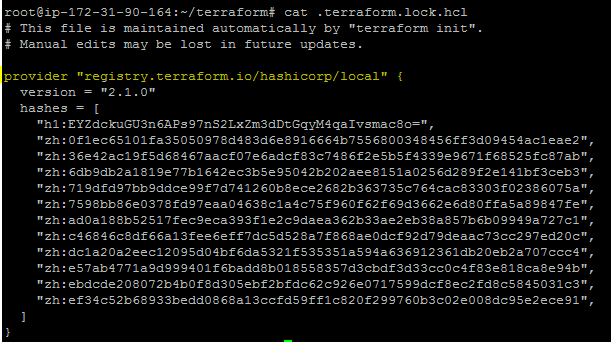 root@ip-172-31-90-164:~/terraform# cat .terraform.lock.hcl
# This file is maintained automatically by "terraform init".
# Manual edits may be lost in future updates.
provider "registry.terraform.io/hashicorp/local" {
  version = "2.1.0"
  hashes = [
    "h1:EYZdckuGU3n6APs97nS2LxZm3dDtGqyM4qaIvsmac8o=",
    "zh:0f1ec65101fa35050978d483d6e8916664b7556800348456ff3d09454ac1eae2",
    "zh:36e42ac19f5d68467aacf07e6adcf83c7486f2e5b5f4339e9671f68525fc87ab",
    "zh:6db9db2a1819e77b1642ec3b5e95042b202aee8151a0256d289f2e141bf3ceb3",
    "zh:719dfd97bb9ddce99f7d741260b8ece2682b363735c764cac83303f02386075a",
    "zh:7598bb86e0378fd97eaa04638c1a4c75f960f62f69d3662e6d80ffa5a89847fe",
    "zh:ad0a188b52517fec9eca393f1e2c9daea362b33ae2eb38a857b6b09949a727c1",
    "zh:c46846c8df66a13fee6eff7dc5d528a7f868ae0dcf92d79deaac73cc297ed20c",
    "zh:dc1a20a2eec12095d04bf6da5321f535351a594a636912361db20eb2a707ccc4",
    "zh:e57ab4771a9d999401f6badd8b018558357d3cbdf3d33cc0c4f83e818ca8e94b",
    "zh:ebdcde208072b4b0f8d305ebf2bfdc62c926e0717599dcf8ec2fd8c5845031c3",
    "zh:ef34c52b68933bedd0868a13ccfd59ff1c820f299760b3c02e008dc95e2ece91",
  ]
}